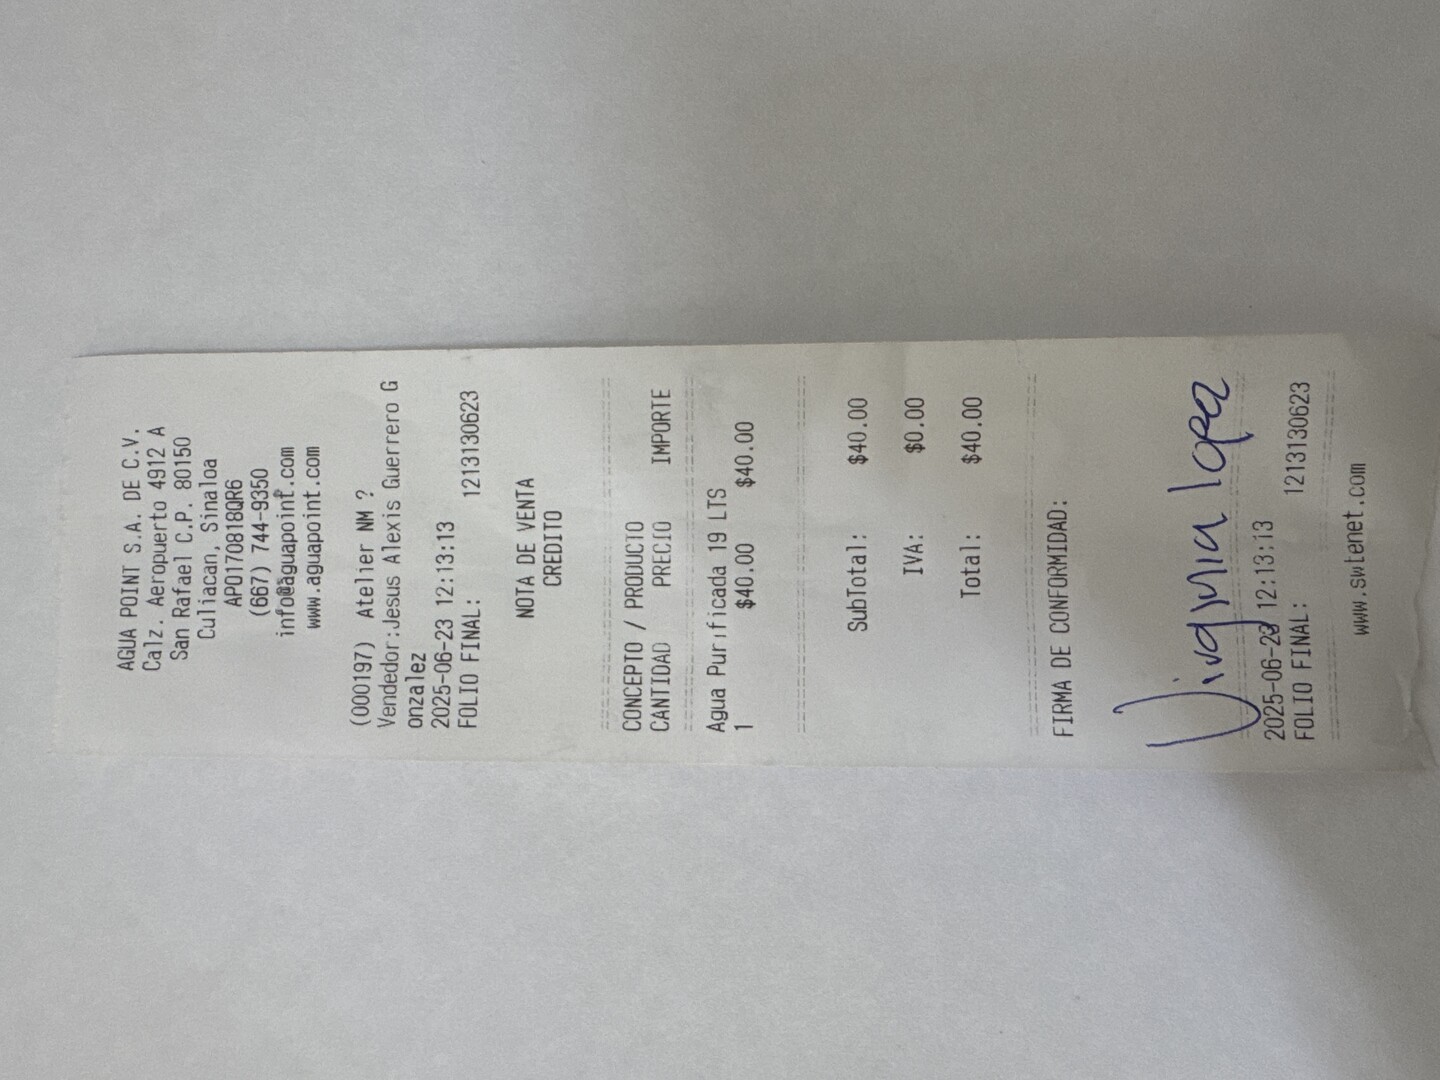 AGUA POINT S.A. DE C.V.
Calz. Aeropuerto 4912 A
San Rafael C.P. 80150
Culiacan, Sinaloa
APO170818QR6
(667) 744-9350
info@aguapoint.com
www.aguapoint.com
(000197) Atelier NM ?
Vendedor:Jesus Alexis Guerrero G
onzalez
2025-06-23 12:13:13
FOLIO FINAL: 1213130623
NOTA DE VENTA
CREDITO
CONCEPTO / PRODUCTO
CANTIDAD PRECIO IMPORTE
Agua Purificada 19 LTS
1 $40.00 $40.00
SubTotal: $40.00
IVA: $0.00
Total: $40.00
FIRMA DE CONFORMIDAD:
lopez
2025-06-23 12:13:13
FOLIO FINAL: 1213130623
www.swtenet.com